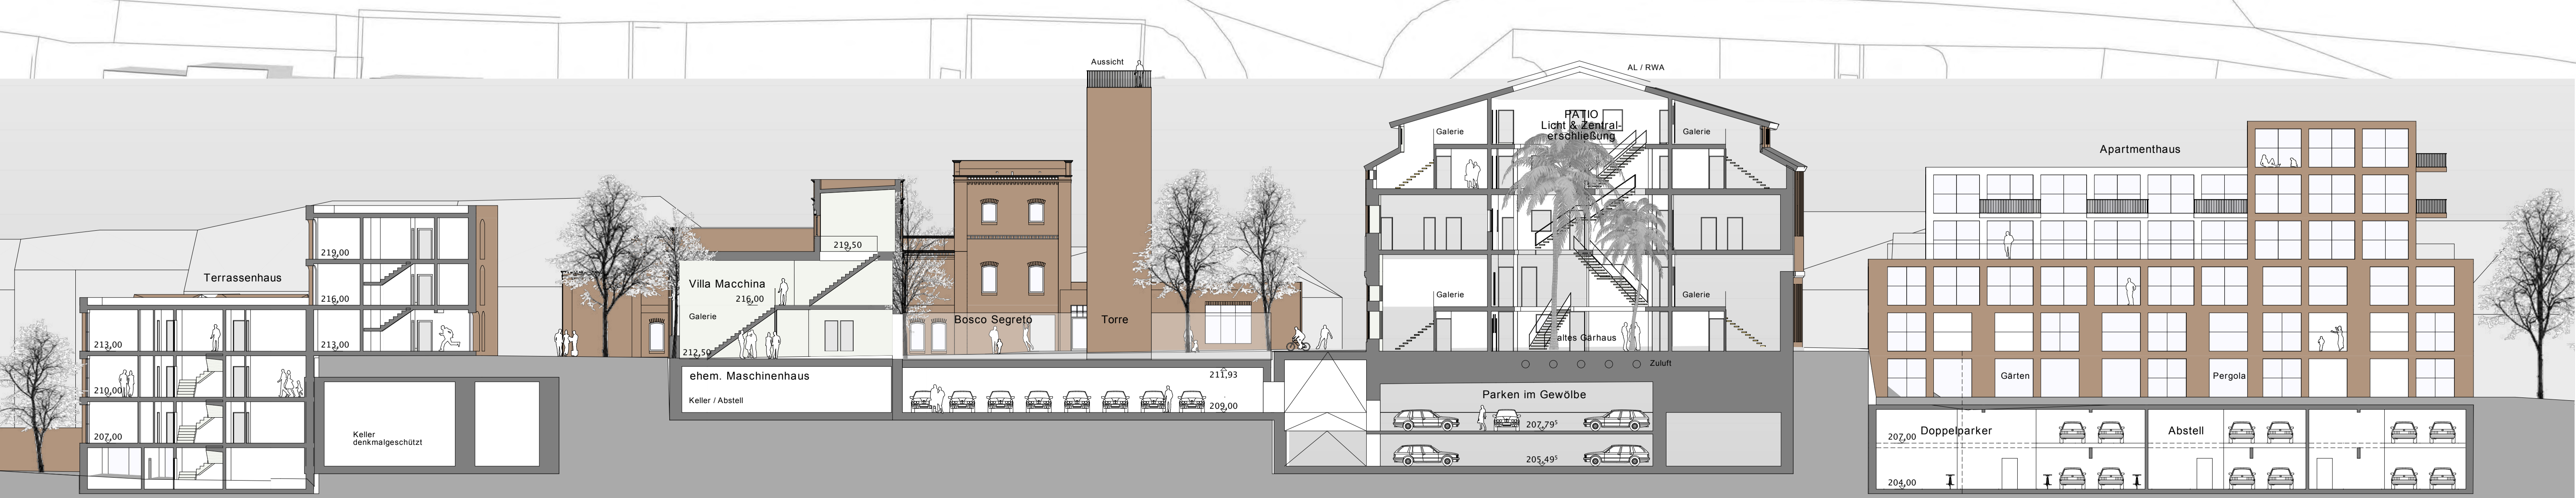 Terrassenhaus
219,00
216,00
213,00
213,00
210,00
207,00
Keller
denkmalgeschützt
219,50
Villa Macchina
216,00
Galerie
212,50
ehem. Maschinenhaus
Keller / Abstell
Bosco Segreto
Aussicht
Torre
211,93
209,00
AL / RWA
PATIO
Licht & Zentral-
erschließung
Galerie
Galerie
Galerie
Galerie
altes Gärhaus
Zuluft
Parken im Gewölbe
207,79⁵
205,49⁵
Apartmenthaus
Gärten
Pergola
Doppelparker
207,00
Abstell
204,00